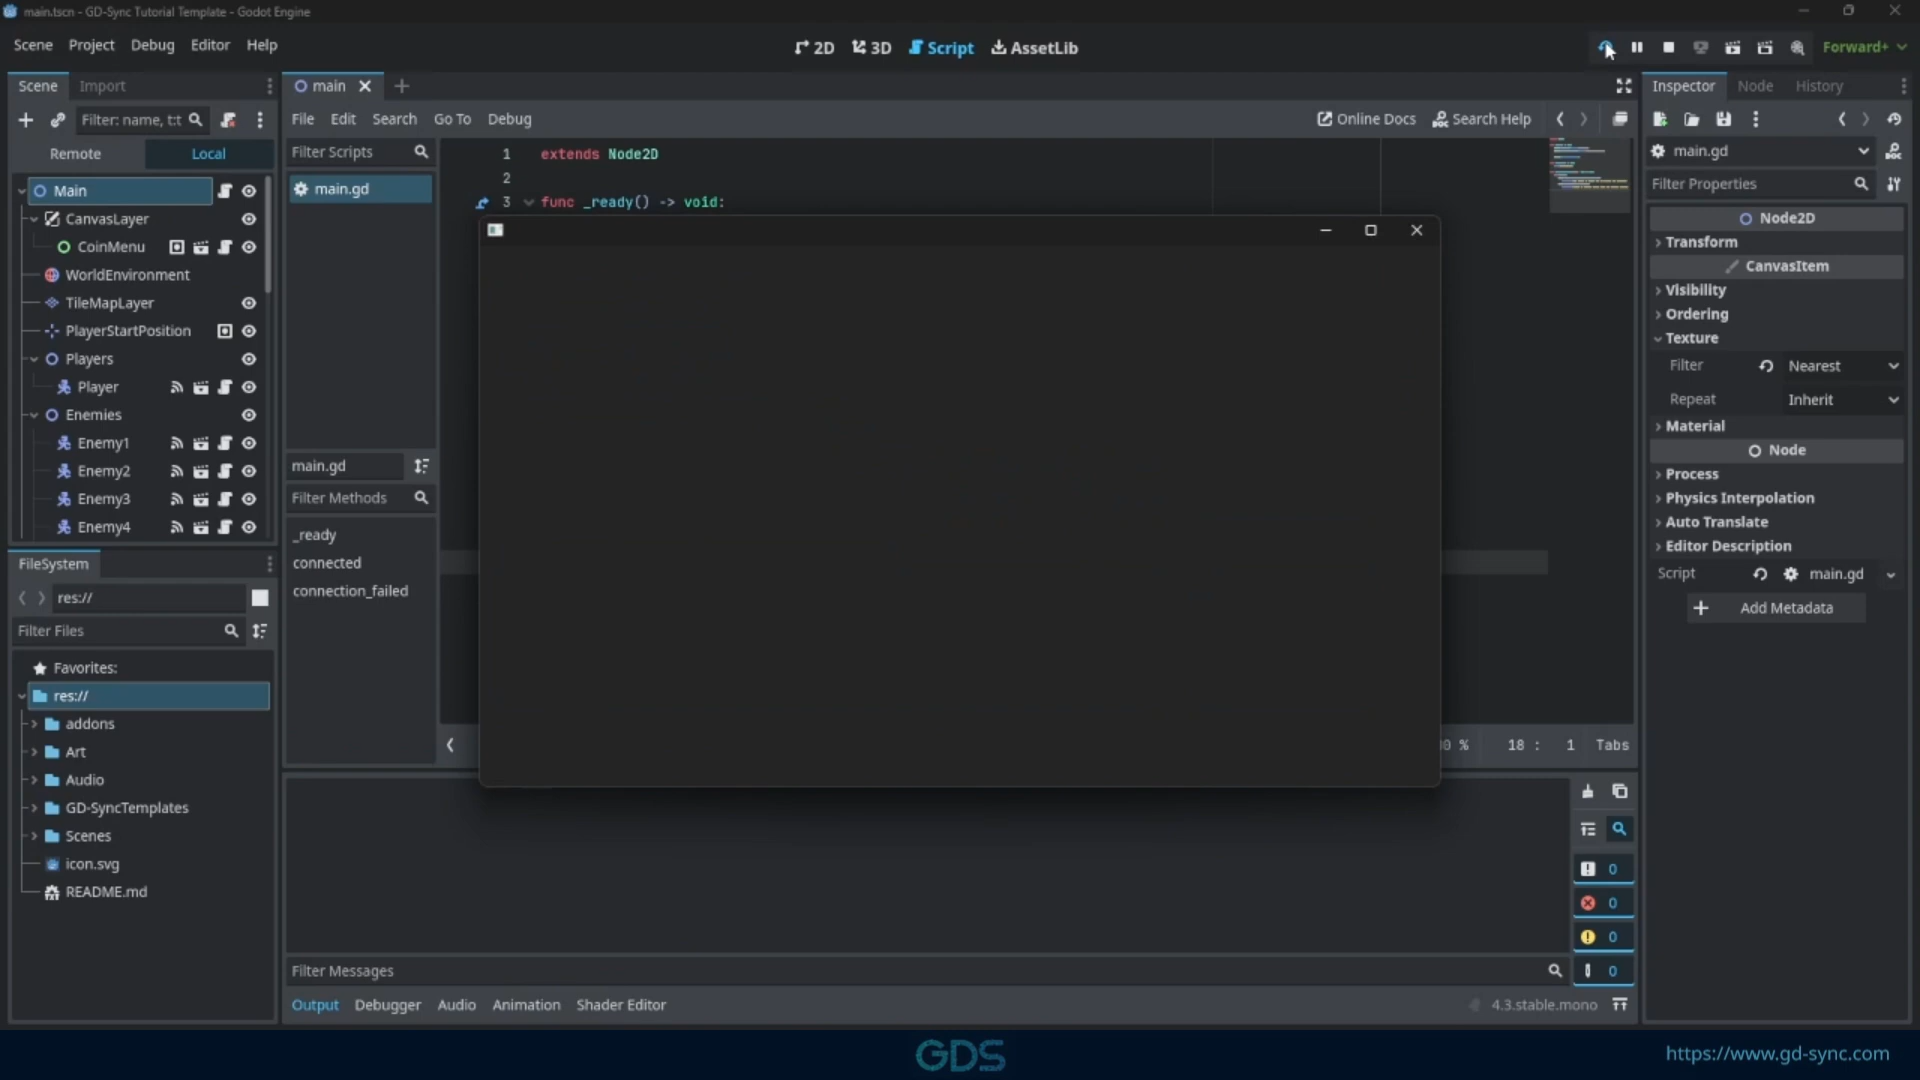 main.tscn - GD-Sync Tutorial Template - Godot Engine
Scene Project Debug Editor Help
2D 3D Script AssetLib
Forward+
Scene Import
main
Inspector Node History
Filter: name, t:t
File Edit Search Go To Debug
Online Docs Search Help
Remote Local
Filter Scripts
main.gd
main.gd
Filter Properties
1 extends Node2D
2
3 func _ready() -> void:
Main
CanvasLayer
CoinMenu
WorldEnvironment
TileMapLayer
PlayerStartPosition
Players
Player
Enemies
Enemy1
Enemy2
Enemy3
Enemy4
main.gd
Filter Methods
_ready
connected
connection_failed
Node2D
Transform
CanvasItem
Visibility
Ordering
Texture
Filter Nearest
Repeat Inherit
Material
Node
Process
Physics Interpolation
Auto Translate
Editor Description
Script main.gd
Add Metadata
FileSystem
res://
Filter Files
Favorites:
res://
addons
Art
Audio
GD-SyncTemplates
Scenes
icon.svg
README.md
% 18 : 1 Tabs
0
0
0
0
Filter Messages
Output Debugger Audio Animation Shader Editor
4.3.stable.mono
GDS
https://www.gd-sync.com